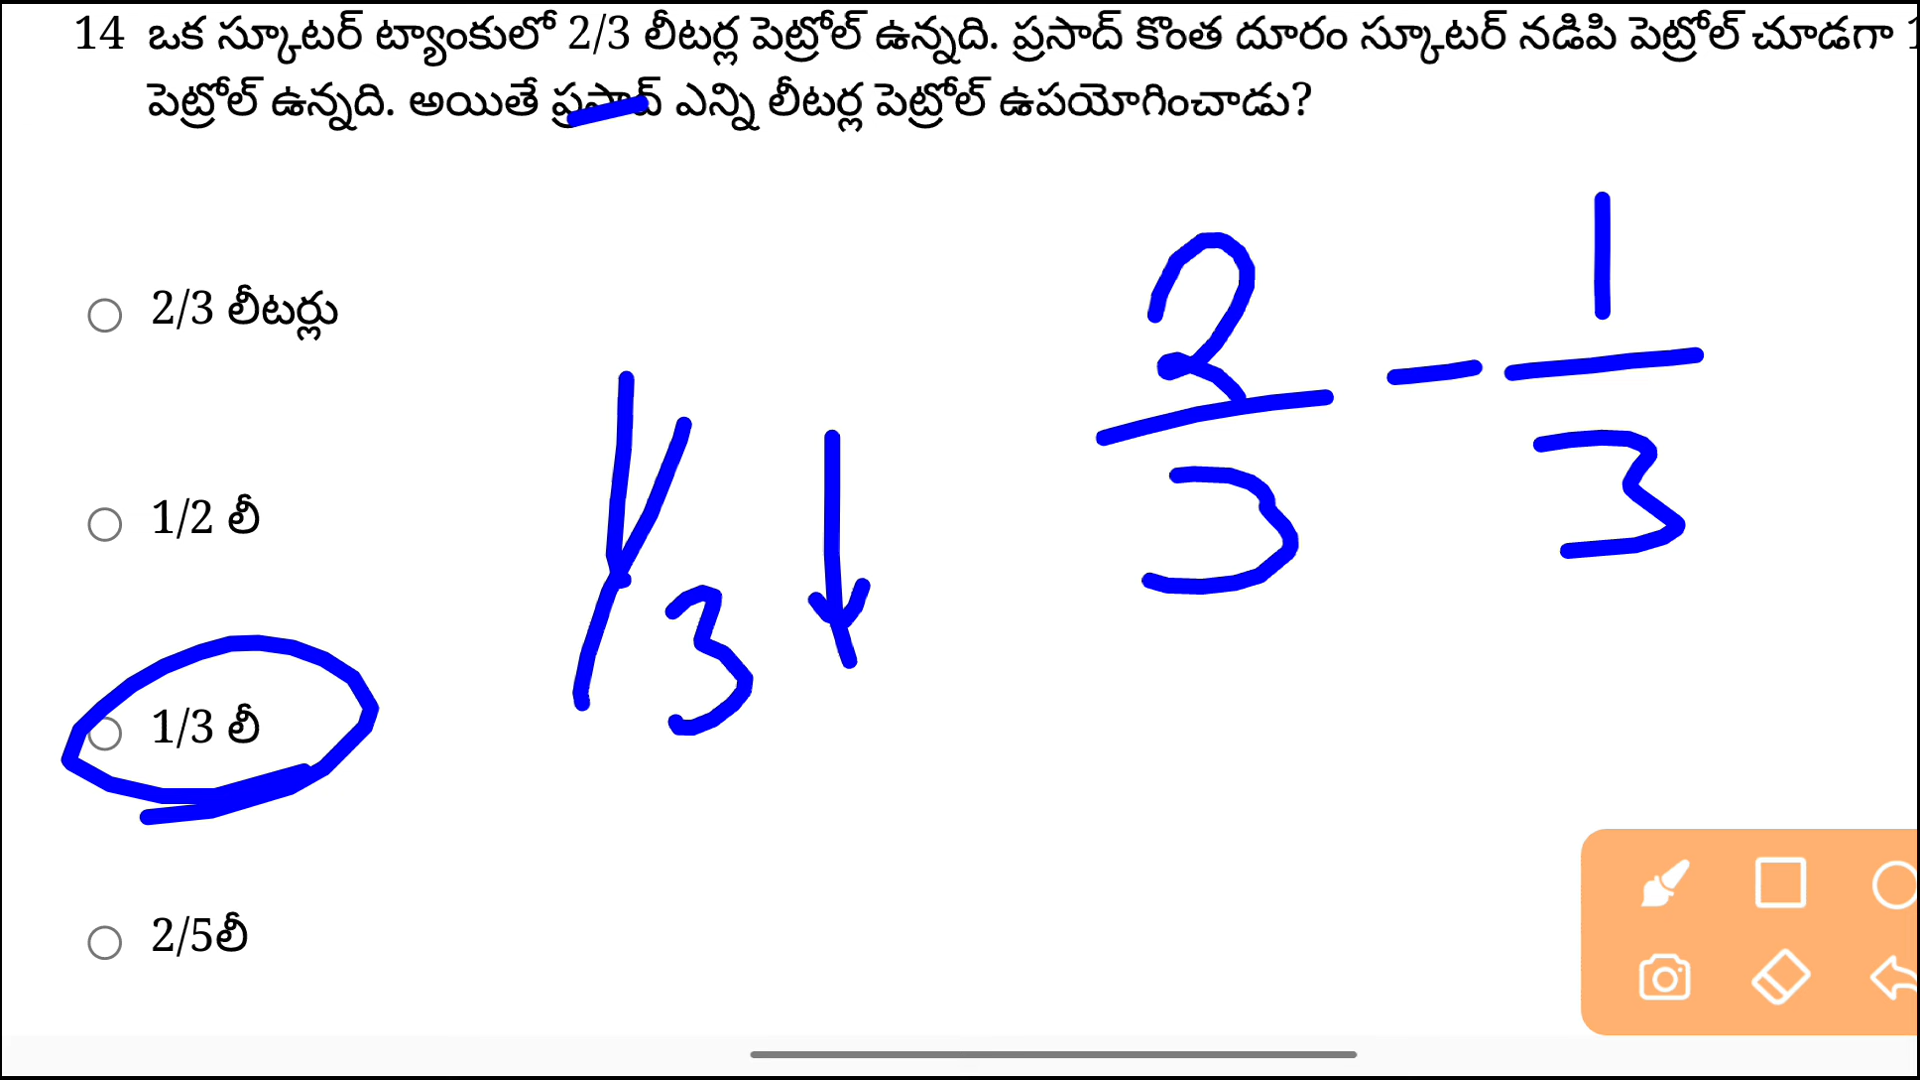 14 ఒక స్కూటర్ ట్యాంకులో 2/3 లీటర్ల పెట్రోల్ ఉన్నది. ప్రసాద్ కొంత దూరం స్కూటర్ నడిపి పెట్రోల్ చూడగా
పెట్రోల్ ఉన్నది. అయితే ప్రసాద్ ఎన్ని లీటర్ల పెట్రోల్ ఉపయోగించాడు?
2/3 లీటర్లు
1/2 లీ
1/3 లీ
2/5లీ
1/3
2/3 - 1/3